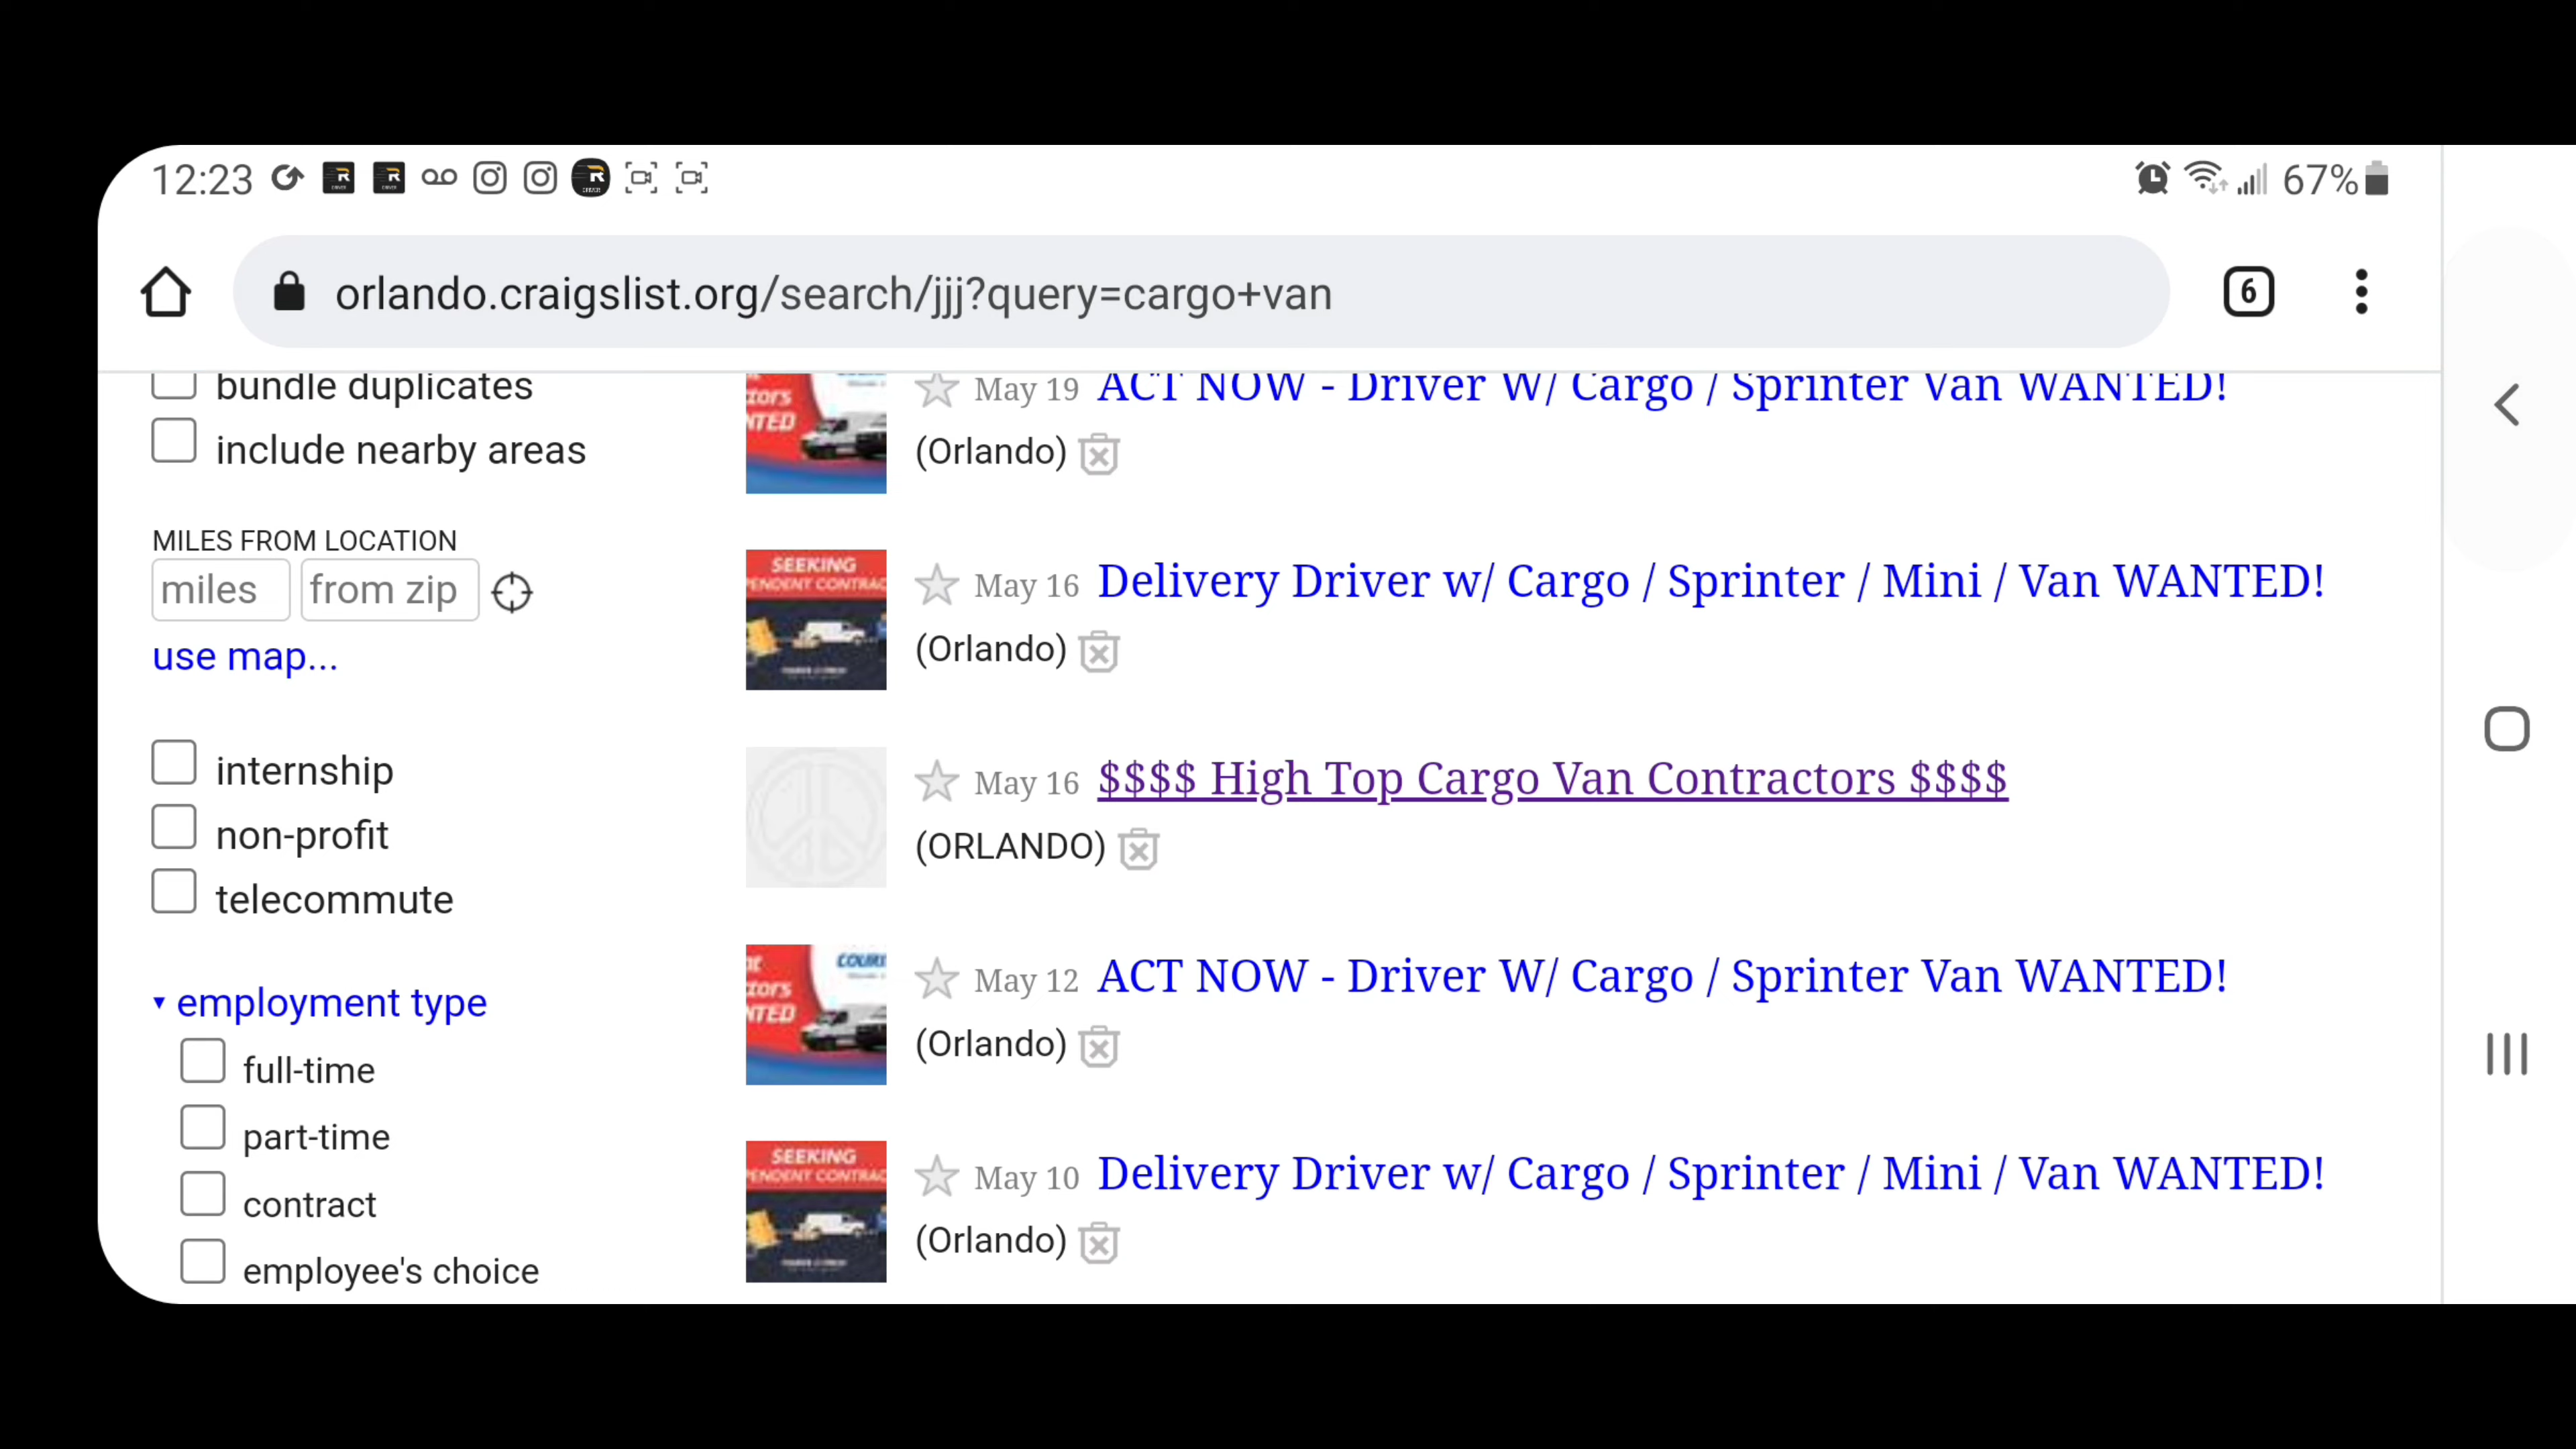 12:23
67%
orlando.craigslist.org/search/jjj?query=cargo+van
6
bundle duplicates
include nearby areas
MILES FROM LOCATION
miles
from zip
use map...
internship
non-profit
telecommute
employment type
full-time
part-time
contract
employee's choice
May 19 ACT NOW - Driver W/ Cargo / Sprinter Van WANTED!
(Orlando)
SEEKING
May 16 Delivery Driver w/ Cargo / Sprinter / Mini / Van WANTED!
(Orlando)
May 16 $$$$ High Top Cargo Van Contractors $$$$
(ORLANDO)
May 12 ACT NOW - Driver W/ Cargo / Sprinter Van WANTED!
(Orlando)
SEEKING
May 10 Delivery Driver w/ Cargo / Sprinter / Mini / Van WANTED!
(Orlando)